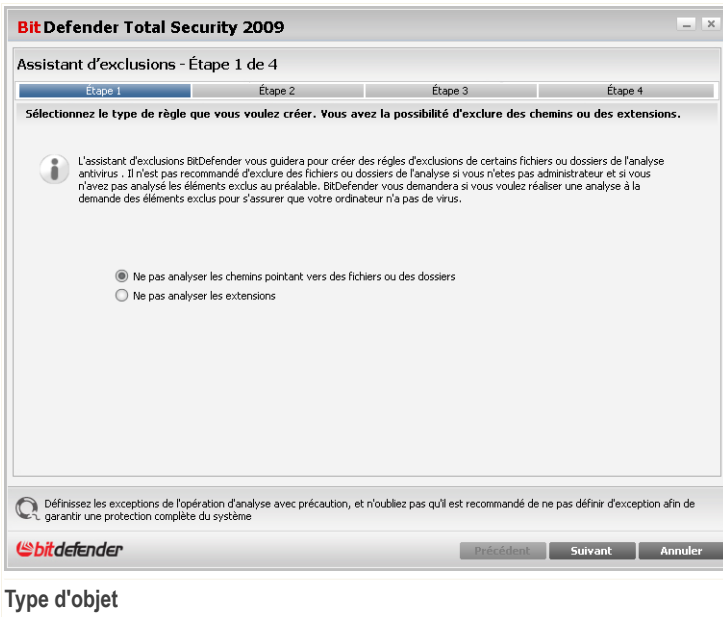 BitDefender Total Security 2009
Assistant d'exclusions - Étape 1 de 4
Étape 1 Étape 2 Étape 3 Étape 4
Sélectionnez le type de règle que vous voulez créer. Vous avez la possibilité d'exclure des chemins ou des extensions.
L'assistant d'exclusions BitDefender vous guidera pour créer des régles d'exclusions de certains fichiers ou dossiers de l'analyse
antivirus . Il n'est pas recommandé d'exclure des fichiers ou dossiers de l'analyse si vous n'etes pas administrateur et si vous
n'avez pas analysé les éléments exclus au préalable. BitDefender vous demandera si vous voulez réaliser une analyse à la
demande des éléments exclus pour s'assurer que votre ordinateur n'a pas de virus.
Ne pas analyser les chemins pointant vers des fichiers ou des dossiers
Ne pas analyser les extensions
Définissez les exceptions de l'opération d'analyse avec précaution, et n'oubliez pas qu'il est recommandé de ne pas définir d'exception afin de
garantir une protection complète du système
bitdefender
Précédent Suivant Annuler
Type d'objet